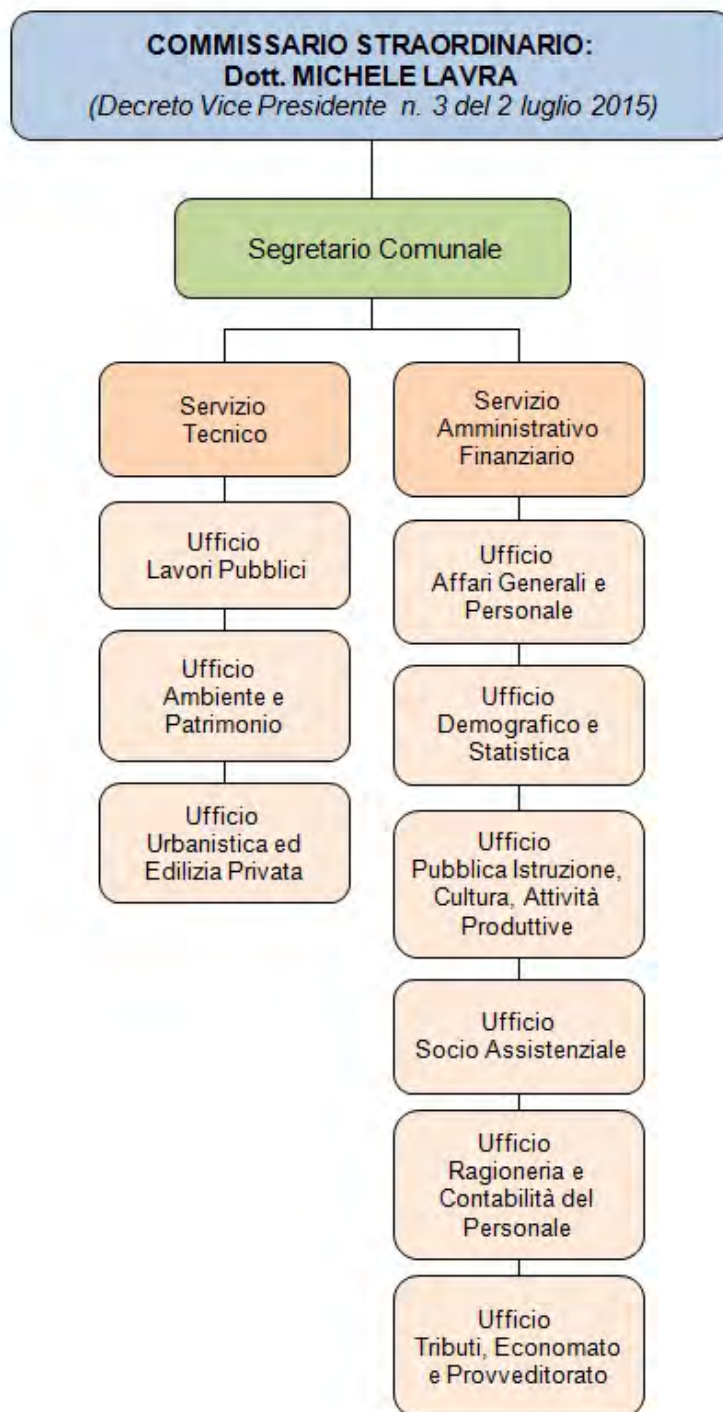 COMMISSARIO STRAORDINARIO:
Dott. MICHELE LAVRA
(Decreto Vice Presidente n. 3 del 2 luglio 2015)
Segretario Comunale
Servizio
Tecnico
Ufficio
Lavori Pubblici
Ufficio
Ambiente e
Patrimonio
Ufficio
Urbanistica ed
Edilizia Privata
Servizio
Amministrativo
Finanziario
Ufficio
Affari Generali e
Personale
Ufficio
Demografico e
Statistica
Ufficio
Pubblica Istruzione,
Cultura, Attività
Produttive
Ufficio
Socio Assistenziale
Ufficio
Ragioneria e
Contabilità del
Personale
Ufficio
Tributi, Economato
e Provveditorato